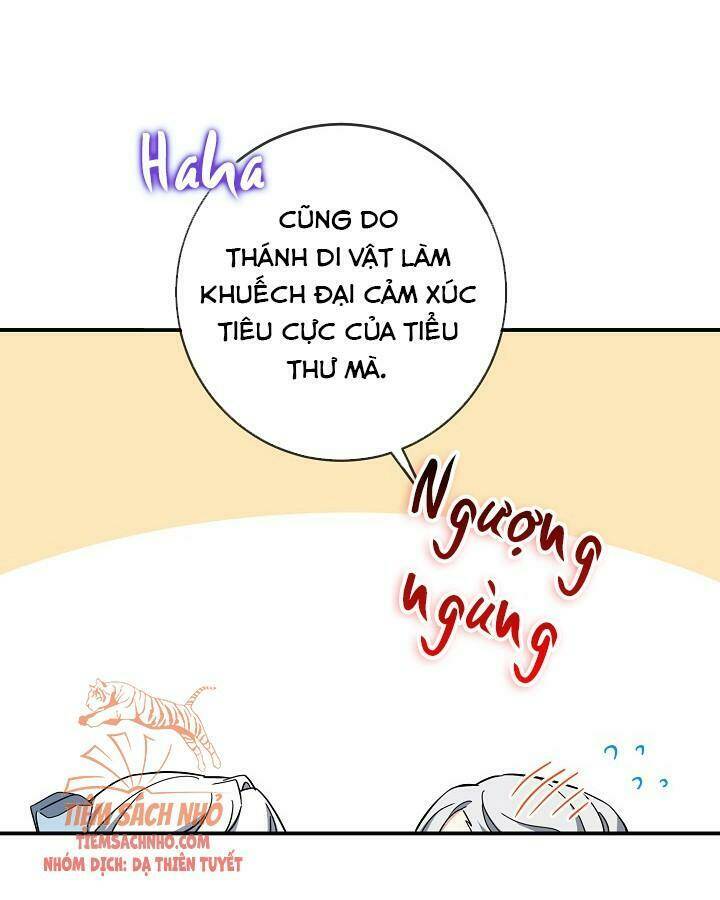 Haha
CŨNG DO
THÁNH DI VẬT LÀM
KHUẾCH ĐẠI CẢM XÚC
TIÊU CỰC CỦA TIỂU
THƯ MÀ.
Ngượng
ngùng
TIỆM SÁCH NHỎ
TIEMSACHNHO.COM
NHÓM DỊCH: DẠ THIÊN TUYẾT